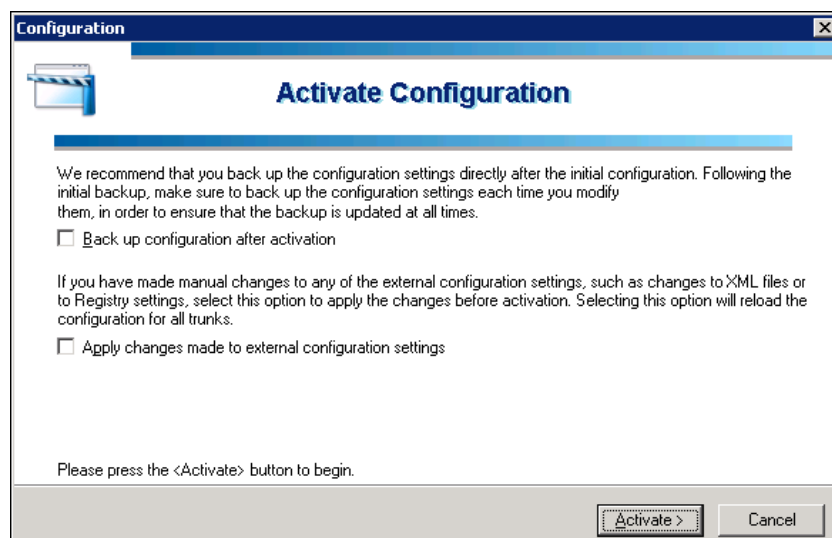 Configuration
Activate Configuration
We recommend that you back up the configuration settings directly after the initial configuration. Following the
initial backup, make sure to back up the configuration settings each time you modify
them, in order to ensure that the backup is updated at all times.
Back up configuration after activation
If you have made manual changes to any of the external configuration settings, such as changes to XML files or
to Registry settings, select this option to apply the changes before activation. Selecting this option will reload the
configuration for all trunks.
Apply changes made to external configuration settings
Please press the <Activate> button to begin.
Activate >
Cancel